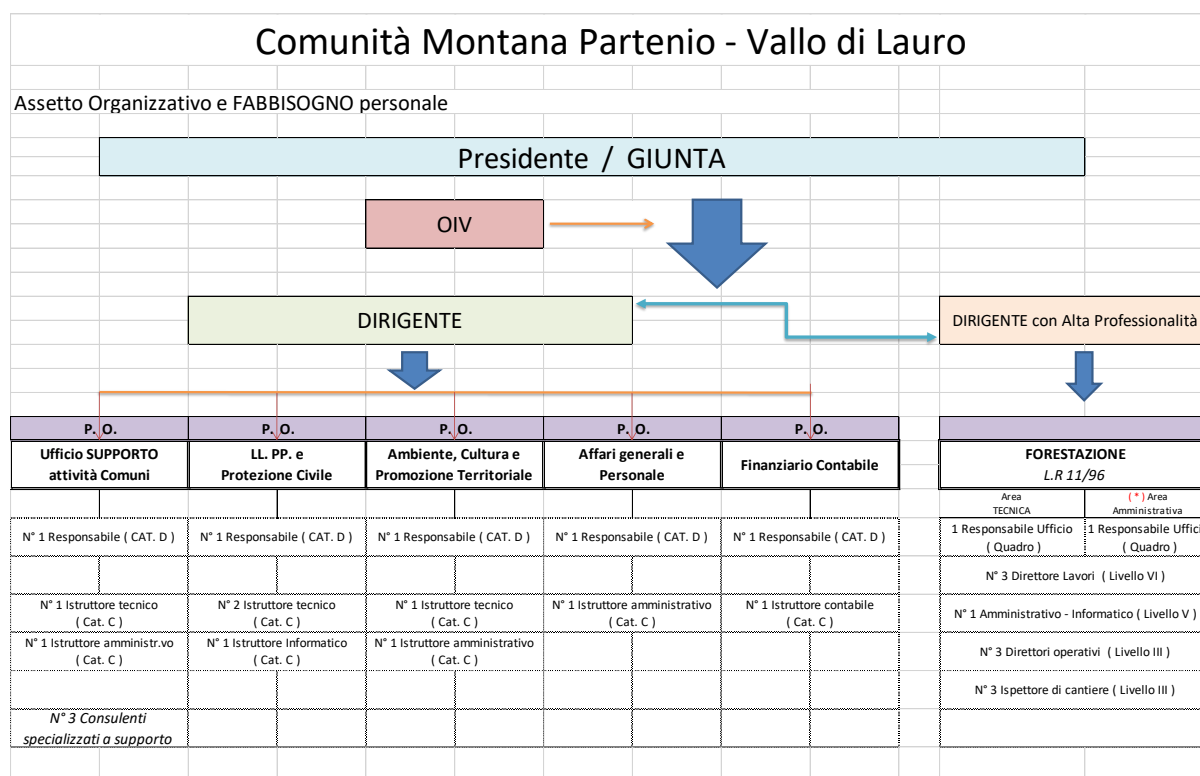 Comunità Montana Partenio - Vallo di Lauro
Assetto Organizzativo e FABBISOGNO personale
Presidente / GIUNTA
OIV
DIRIGENTE
DIRIGENTE con Alta Professionalità
P. O.
P. O.
P. O.
P. O.
P. O.
Ufficio SUPPORTO
attività Comuni
LL. PP. e
Protezione Civile
Ambiente, Cultura e
Promozione Territoriale
Affari generali e
Personale
Finanziario Contabile
FORESTAZIONE
L.R 11/96
Area
TECNICA
( * ) Area
Amministrativa
N° 1 Responsabile ( CAT. D )
N° 1 Responsabile ( CAT. D )
N° 1 Responsabile ( CAT. D )
N° 1 Responsabile ( CAT. D )
N° 1 Responsabile ( CAT. D )
1 Responsabile Ufficio
( Quadro )
1 Responsabile Uffici
( Quadro )
N° 3 Direttore Lavori ( Livello VI )
N° 1 Istruttore tecnico
( Cat. C )
N° 2 Istruttore tecnico
( Cat. C )
N° 1 Istruttore tecnico
( Cat. C )
N° 1 Istruttore amministrativo
( Cat. C )
N° 1 Istruttore contabile
( Cat. C )
N° 1 Amministrativo - Informatico ( Livello V )
N° 1 Istruttore amministr.vo
( Cat. C )
N° 1 Istruttore Informatico
( Cat. C )
N° 1 Istruttore amministrativo
( Cat. C )
N° 3 Direttori operativi ( Livello III )
N° 3 Ispettore di cantiere ( Livello III )
N° 3 Consulenti
specializzati a supporto